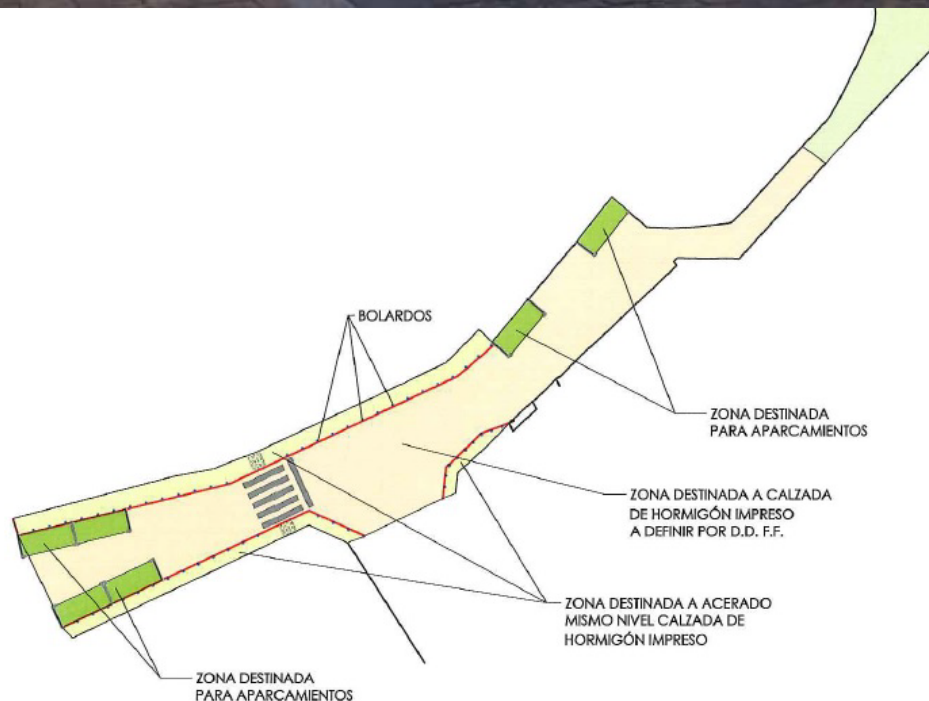 BOLARDOS
ZONA DESTINADA
PARA APARCAMIENTOS
ZONA DESTINADA A CALZADA
DE HORMIGÓN IMPRESO
A DEFINIR POR D.D. F.F.
ZONA DESTINADA A ACERADO
MISMO NIVEL CALZADA DE
HORMIGÓN IMPRESO
ZONA DESTINADA
PARA APARCAMIENTOS